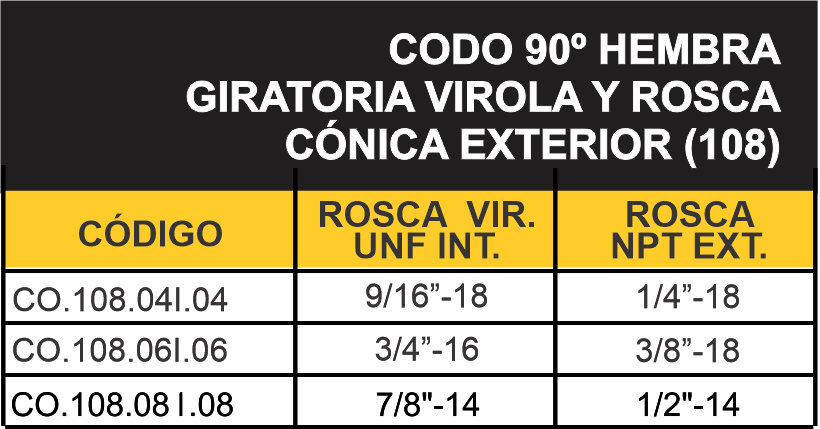 CODO 90º HEMBRA
GIRATORIA VIROLA Y ROSCA
CÓNICA EXTERIOR (108)
CÓDIGO ROSCA VIR. UNF INT. ROSCA NPT EXT.
CO.108.04I.04 9/16”-18 1/4”-18
CO.108.06I.06 3/4”-16 3/8”-18
CO.108.08I.08 7/8"-14 1/2"-14